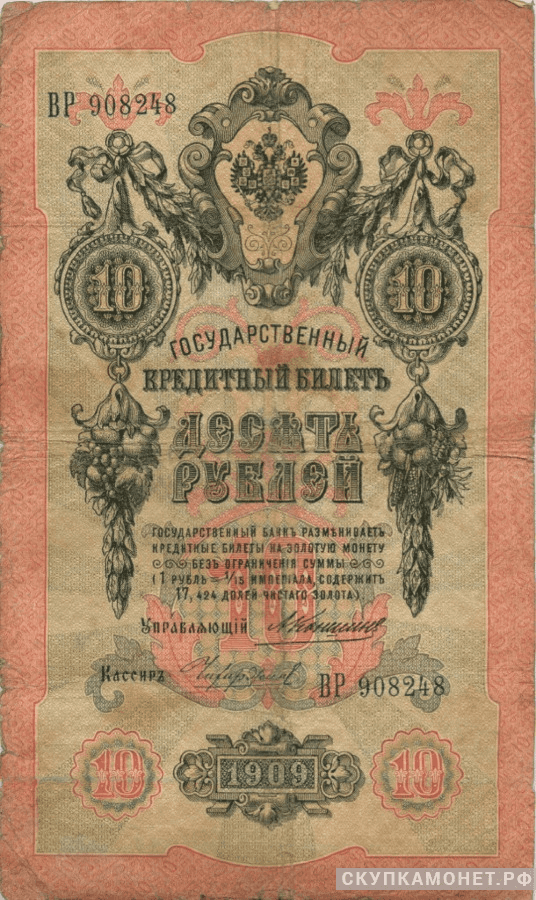 ВР 908248
10 10
ГОСУДАРСТВЕННЫЙ
КРЕДИТНЫЙ БИЛЕТЪ
ДЕСЯТЬ
РУБЛЕЙ
ГОСУДАРСТВЕННЫЙ БАНКЪ РАЗМѢНИВАЕТЪ
КРЕДИТНЫЕ БИЛЕТЫ НА ЗОЛОТУЮ МОНЕТУ
БЕЗЪ ОГРАНИЧЕНІЯ СУММЫ
(1 РУБЛЬ = 1/15 ИМПЕРІАЛА, СОДЕРЖИТЪ
17,424 ДОЛЕЙ ЧИСТАГО ЗОЛОТА)
УПРАВЛЯЮЩІЙ
Кассиръ
ВР 908248
10 1909 10
СКУПКАМОНЕТ.РФ